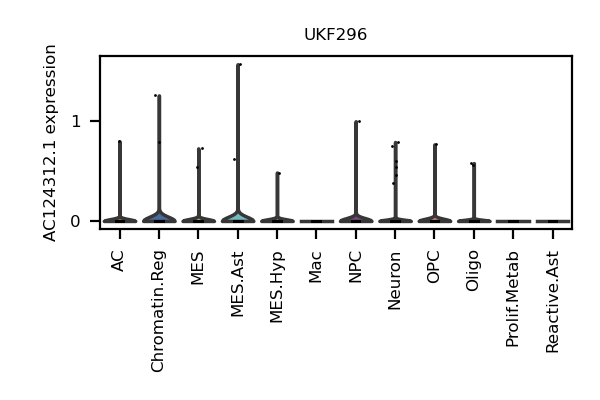 UKF296
AC124312.1 expression
1
0
AC
Chromatin.Reg
MES
MES.Ast
MES.Hyp
Mac
NPC
Neuron
OPC
Oligo
Prolif.Metab
Reactive.Ast